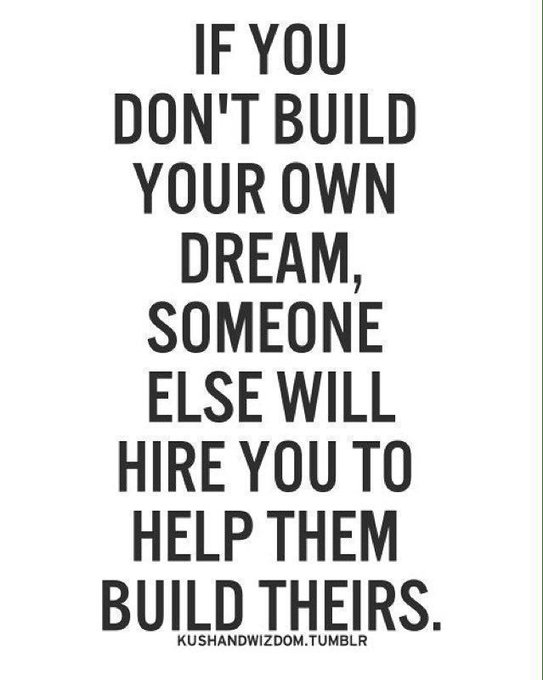 IF YOU
DON'T BUILD
YOUR OWN
DREAM,
SOMEONE
ELSE WILL
HIRE YOU TO
HELP THEM
BUILD THEIRS.
KUSHANDWIZDOM.TUMBLR